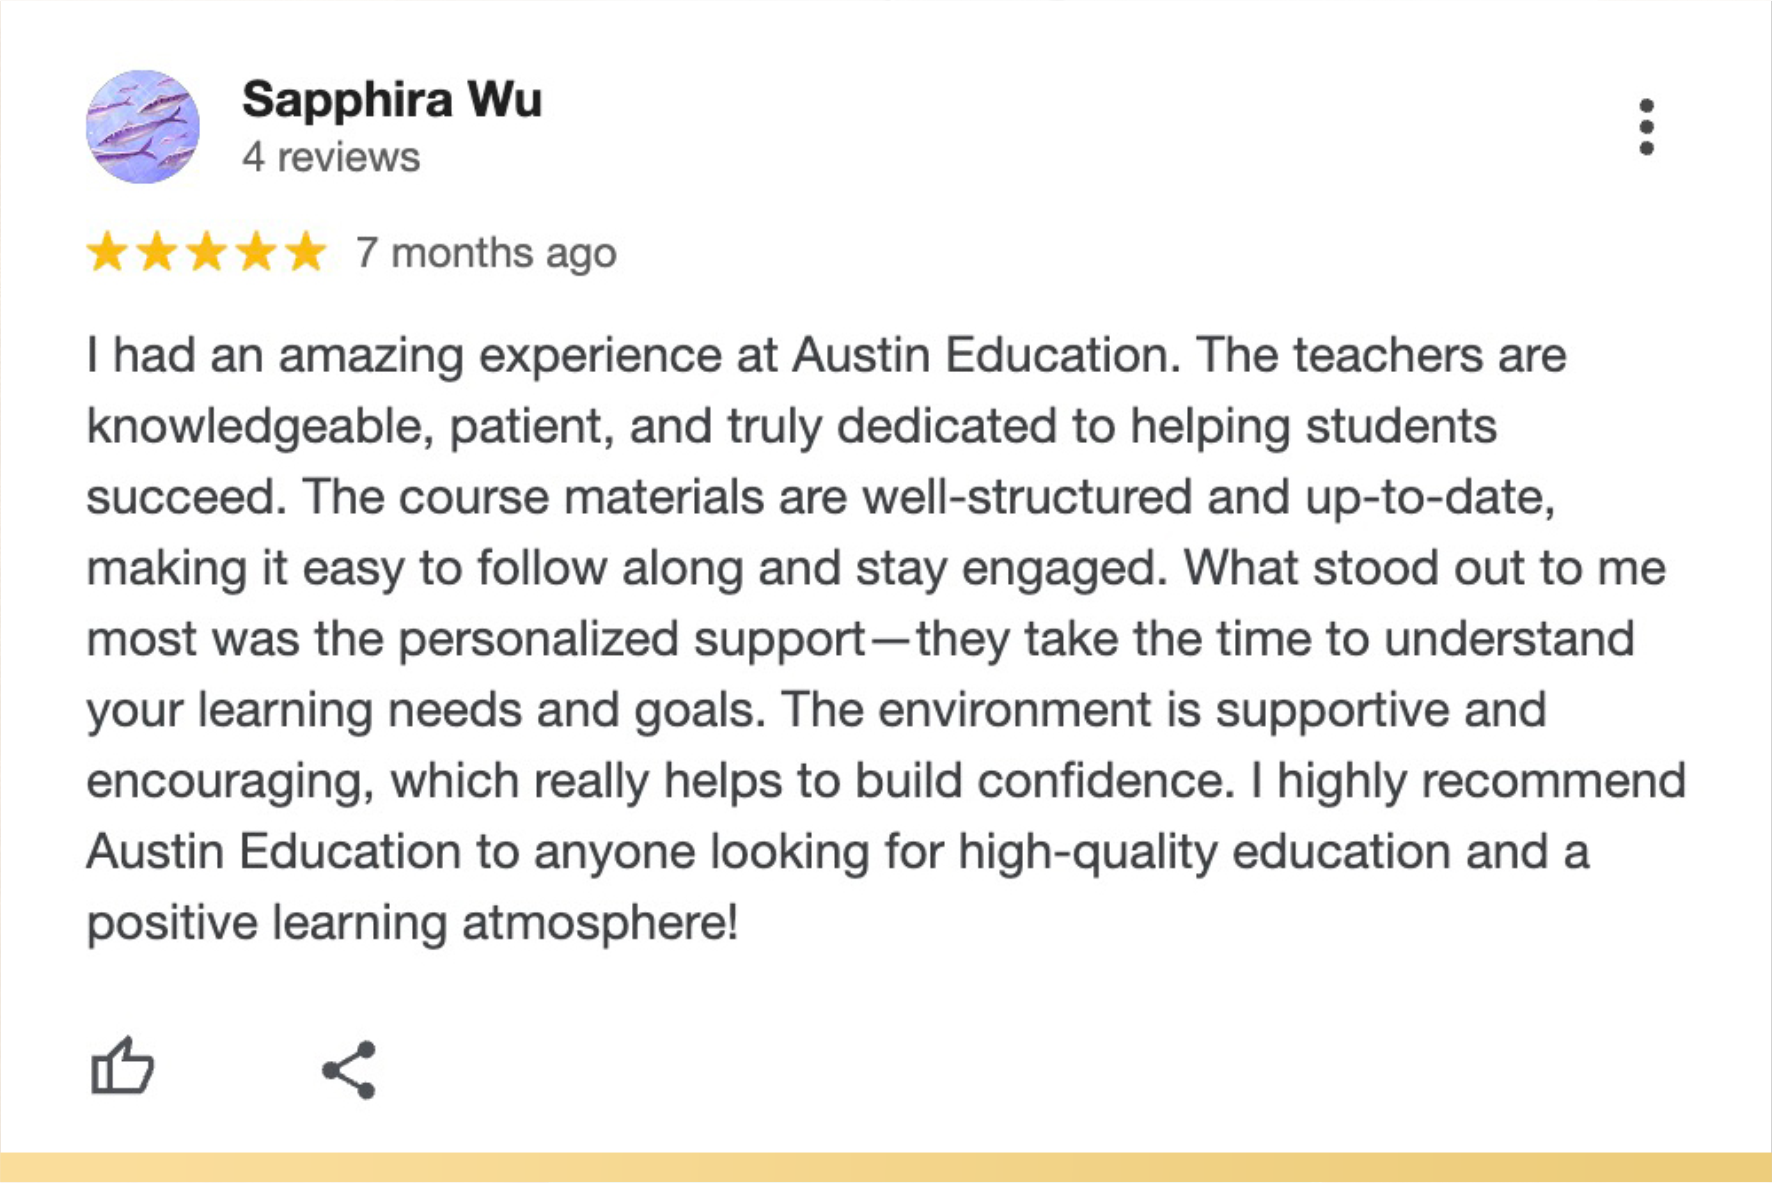 Sapphira Wu
4 reviews
7 months ago
I had an amazing experience at Austin Education. The teachers are
knowledgeable, patient, and truly dedicated to helping students
succeed. The course materials are well-structured and up-to-date,
making it easy to follow along and stay engaged. What stood out to me
most was the personalized support—they take the time to understand
your learning needs and goals. The environment is supportive and
encouraging, which really helps to build confidence. I highly recommend
Austin Education to anyone looking for high-quality education and a
positive learning atmosphere!